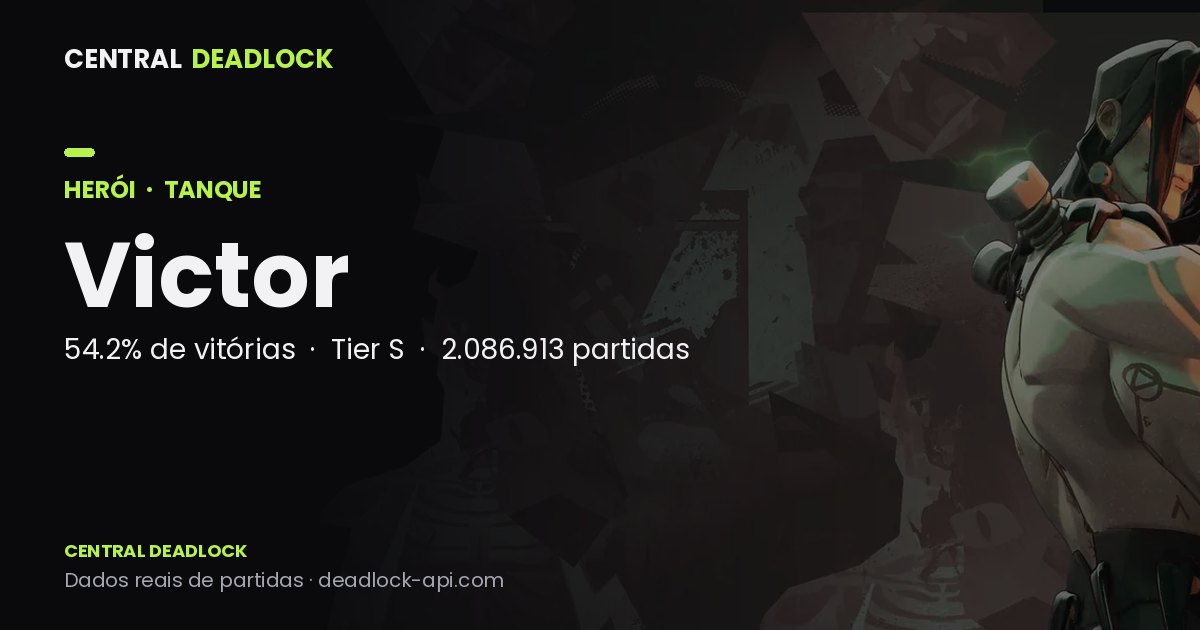 CENTRAL DEADLOCK
HERÓI · TANQUE
Victor
54.2% de vitórias · Tier S · 2.086.913 partidas
CENTRAL DEADLOCK
Dados reais de partidas · deadlock-api.com